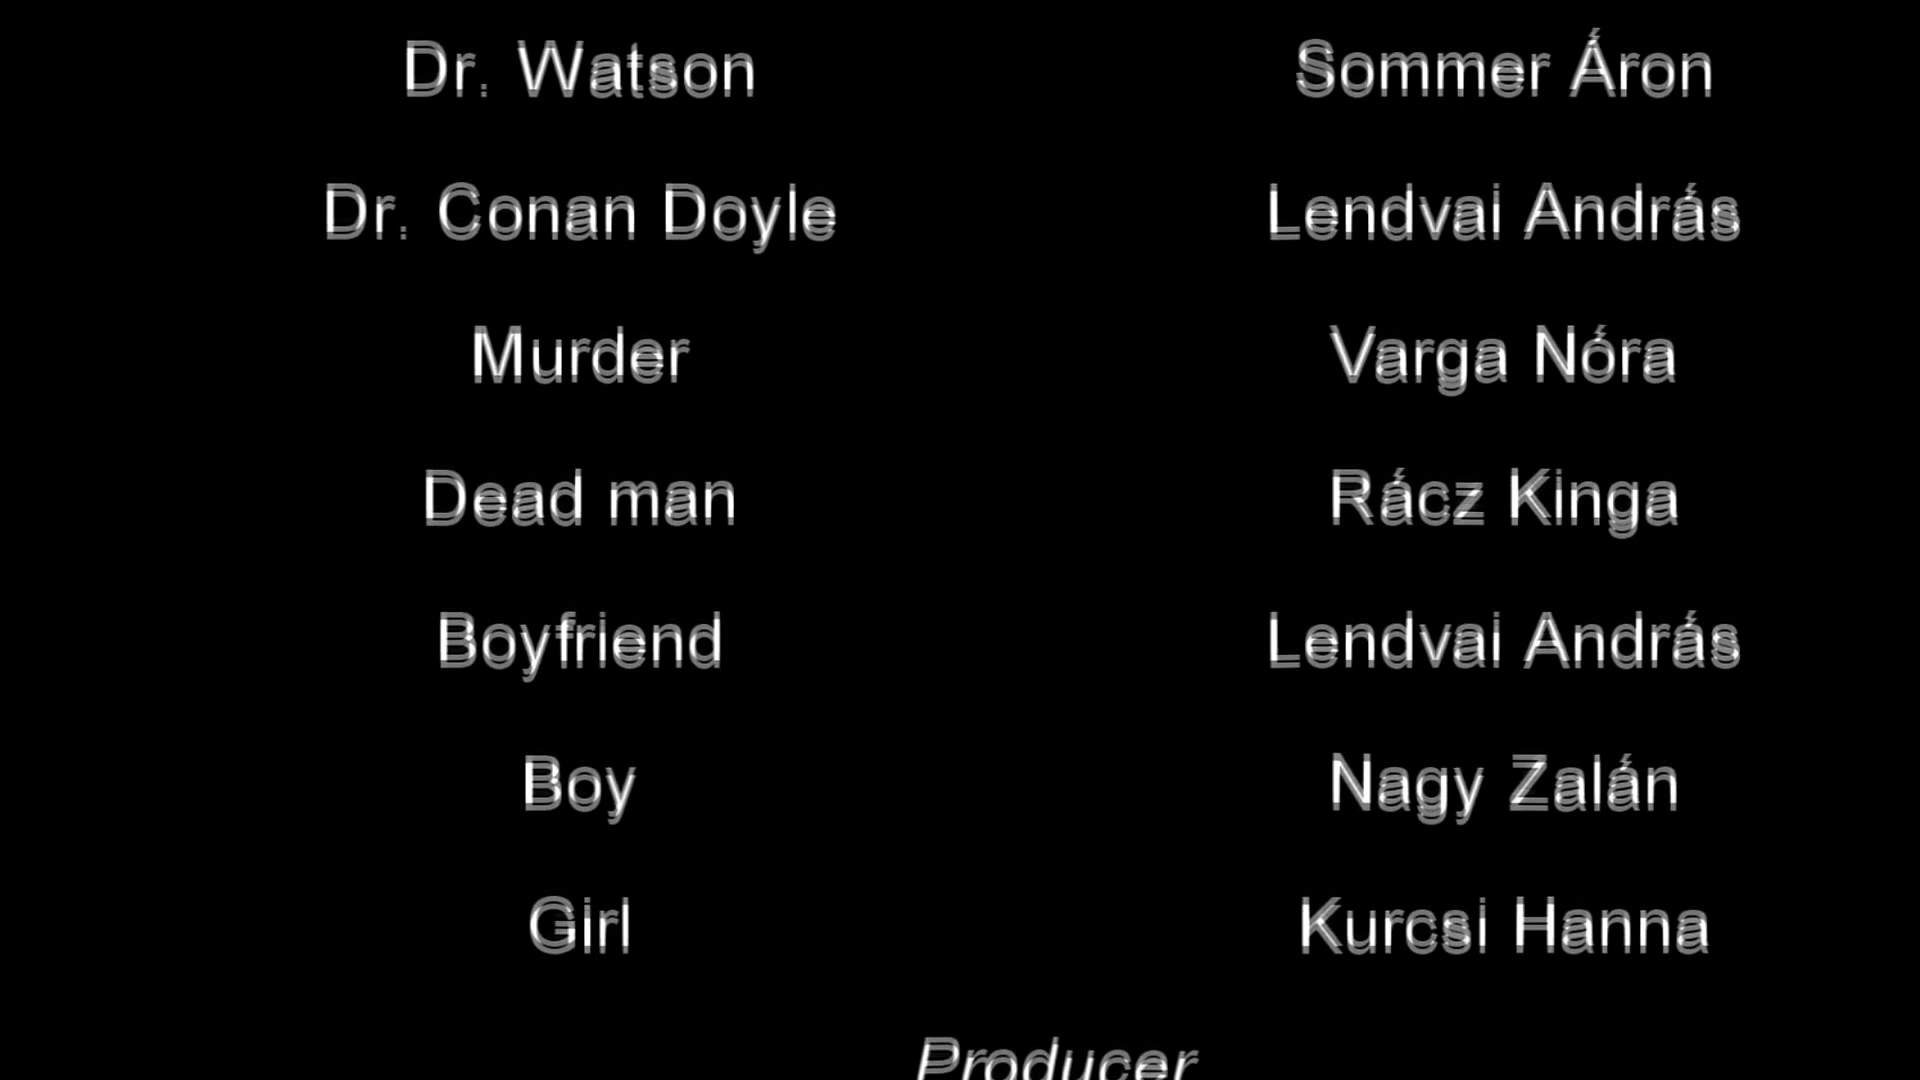 Dr. Watson Sommer Áron
Dr. Conan Doyle Lendvai András
Murder Varga Nóra
Dead man Rácz Kinga
Boyfriend Lendvai András
Boy Nagy Zalán
Girl Kurcsi Hanna
Producer